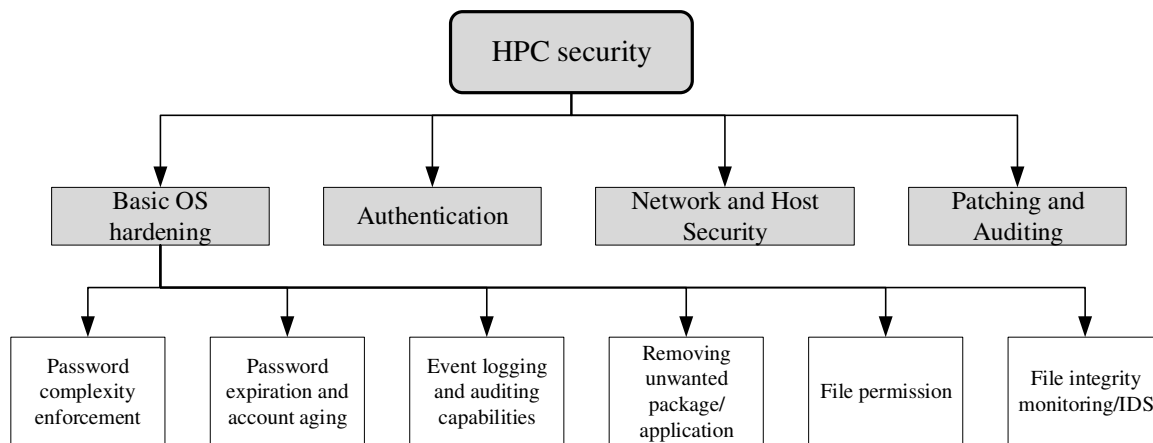 HPC security
Basic OS
hardening
Authentication
Network and Host
Security
Patching and
Auditing
Password
complexity
enforcement
Password
expiration and
account aging
Event logging
and auditing
capabilities
Removing
unwanted
package/
application
File permission
File integrity
monitoring/IDS